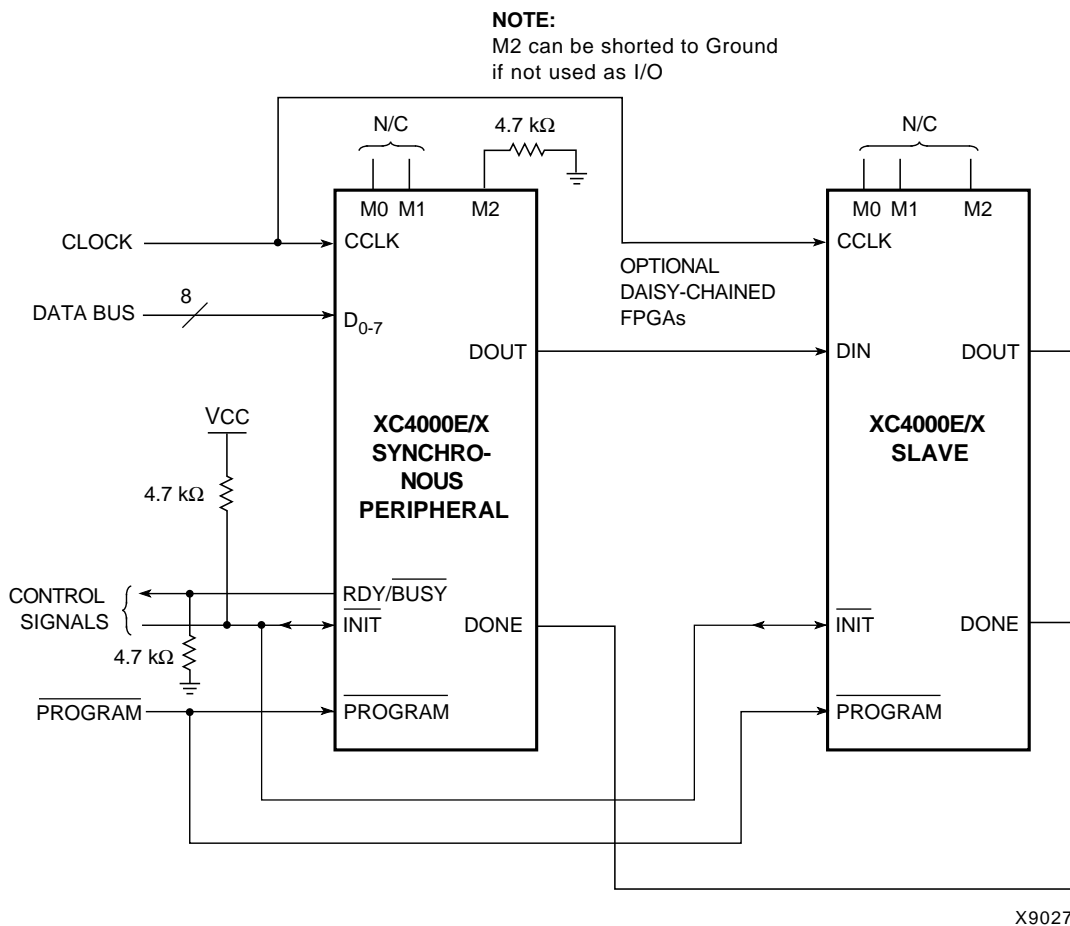 NOTE:
M2 can be shorted to Ground
if not used as I/O
N/C
4.7 kΩ
N/C
M0 M1 M2
M0 M1 M2
CLOCK
CCLK
CCLK
OPTIONAL
DAISY-CHAINED
FPGAs
DATA BUS
8
D0-7
DOUT
DIN
DOUT
VCC
XC4000E/X
SYNCHRO-
NOUS
PERIPHERAL
XC4000E/X
SLAVE
4.7 kΩ
CONTROL
SIGNALS
RDY/BUSY
INIT
DONE
INIT
DONE
4.7 kΩ
PROGRAM
PROGRAM
PROGRAM
X9027